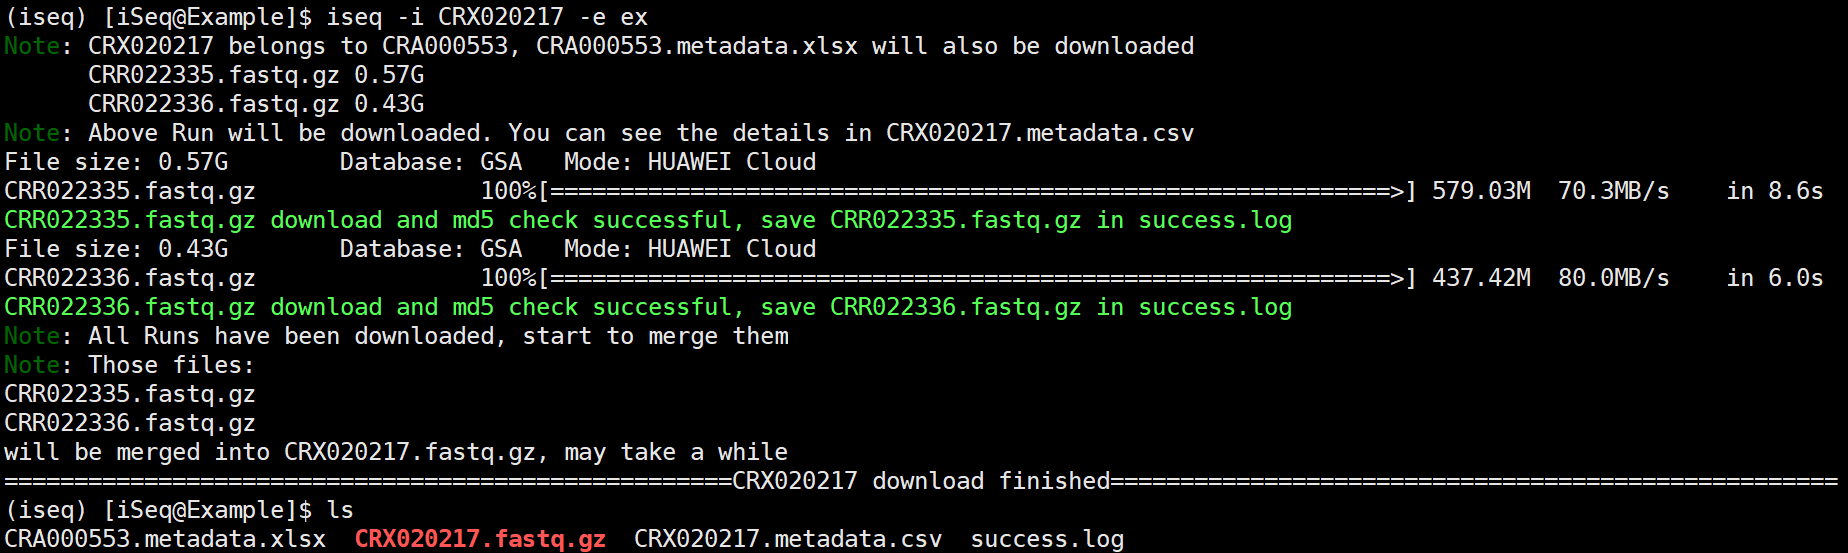 (iseq) [iSeq@Example]$ iseq -i CRX020217 -e ex
Note: CRX020217 belongs to CRA000553, CRA000553.metadata.xlsx will also be downloaded
      CRR022335.fastq.gz 0.57G
      CRR022336.fastq.gz 0.43G
Note: Above Run will be downloaded. You can see the details in CRX020217.metadata.csv
File size: 0.57G        Database: GSA   Mode: HUAWEI Cloud
CRR022335.fastq.gz                100%[============================================================>] 579.03M  70.3MB/s    in 8.6s
CRR022335.fastq.gz download and md5 check successful, save CRR022335.fastq.gz in success.log
File size: 0.43G        Database: GSA   Mode: HUAWEI Cloud
CRR022336.fastq.gz                100%[============================================================>] 437.42M  80.0MB/s    in 6.0s
CRR022336.fastq.gz download and md5 check successful, save CRR022336.fastq.gz in success.log
Note: All Runs have been downloaded, start to merge them
Note: Those files:
CRR022335.fastq.gz
CRR022336.fastq.gz
will be merged into CRX020217.fastq.gz, may take a while
====================================================CRX020217 download finished====================================================
(iseq) [iSeq@Example]$ ls
CRA000553.metadata.xlsx  CRX020217.fastq.gz  CRX020217.metadata.csv  success.log